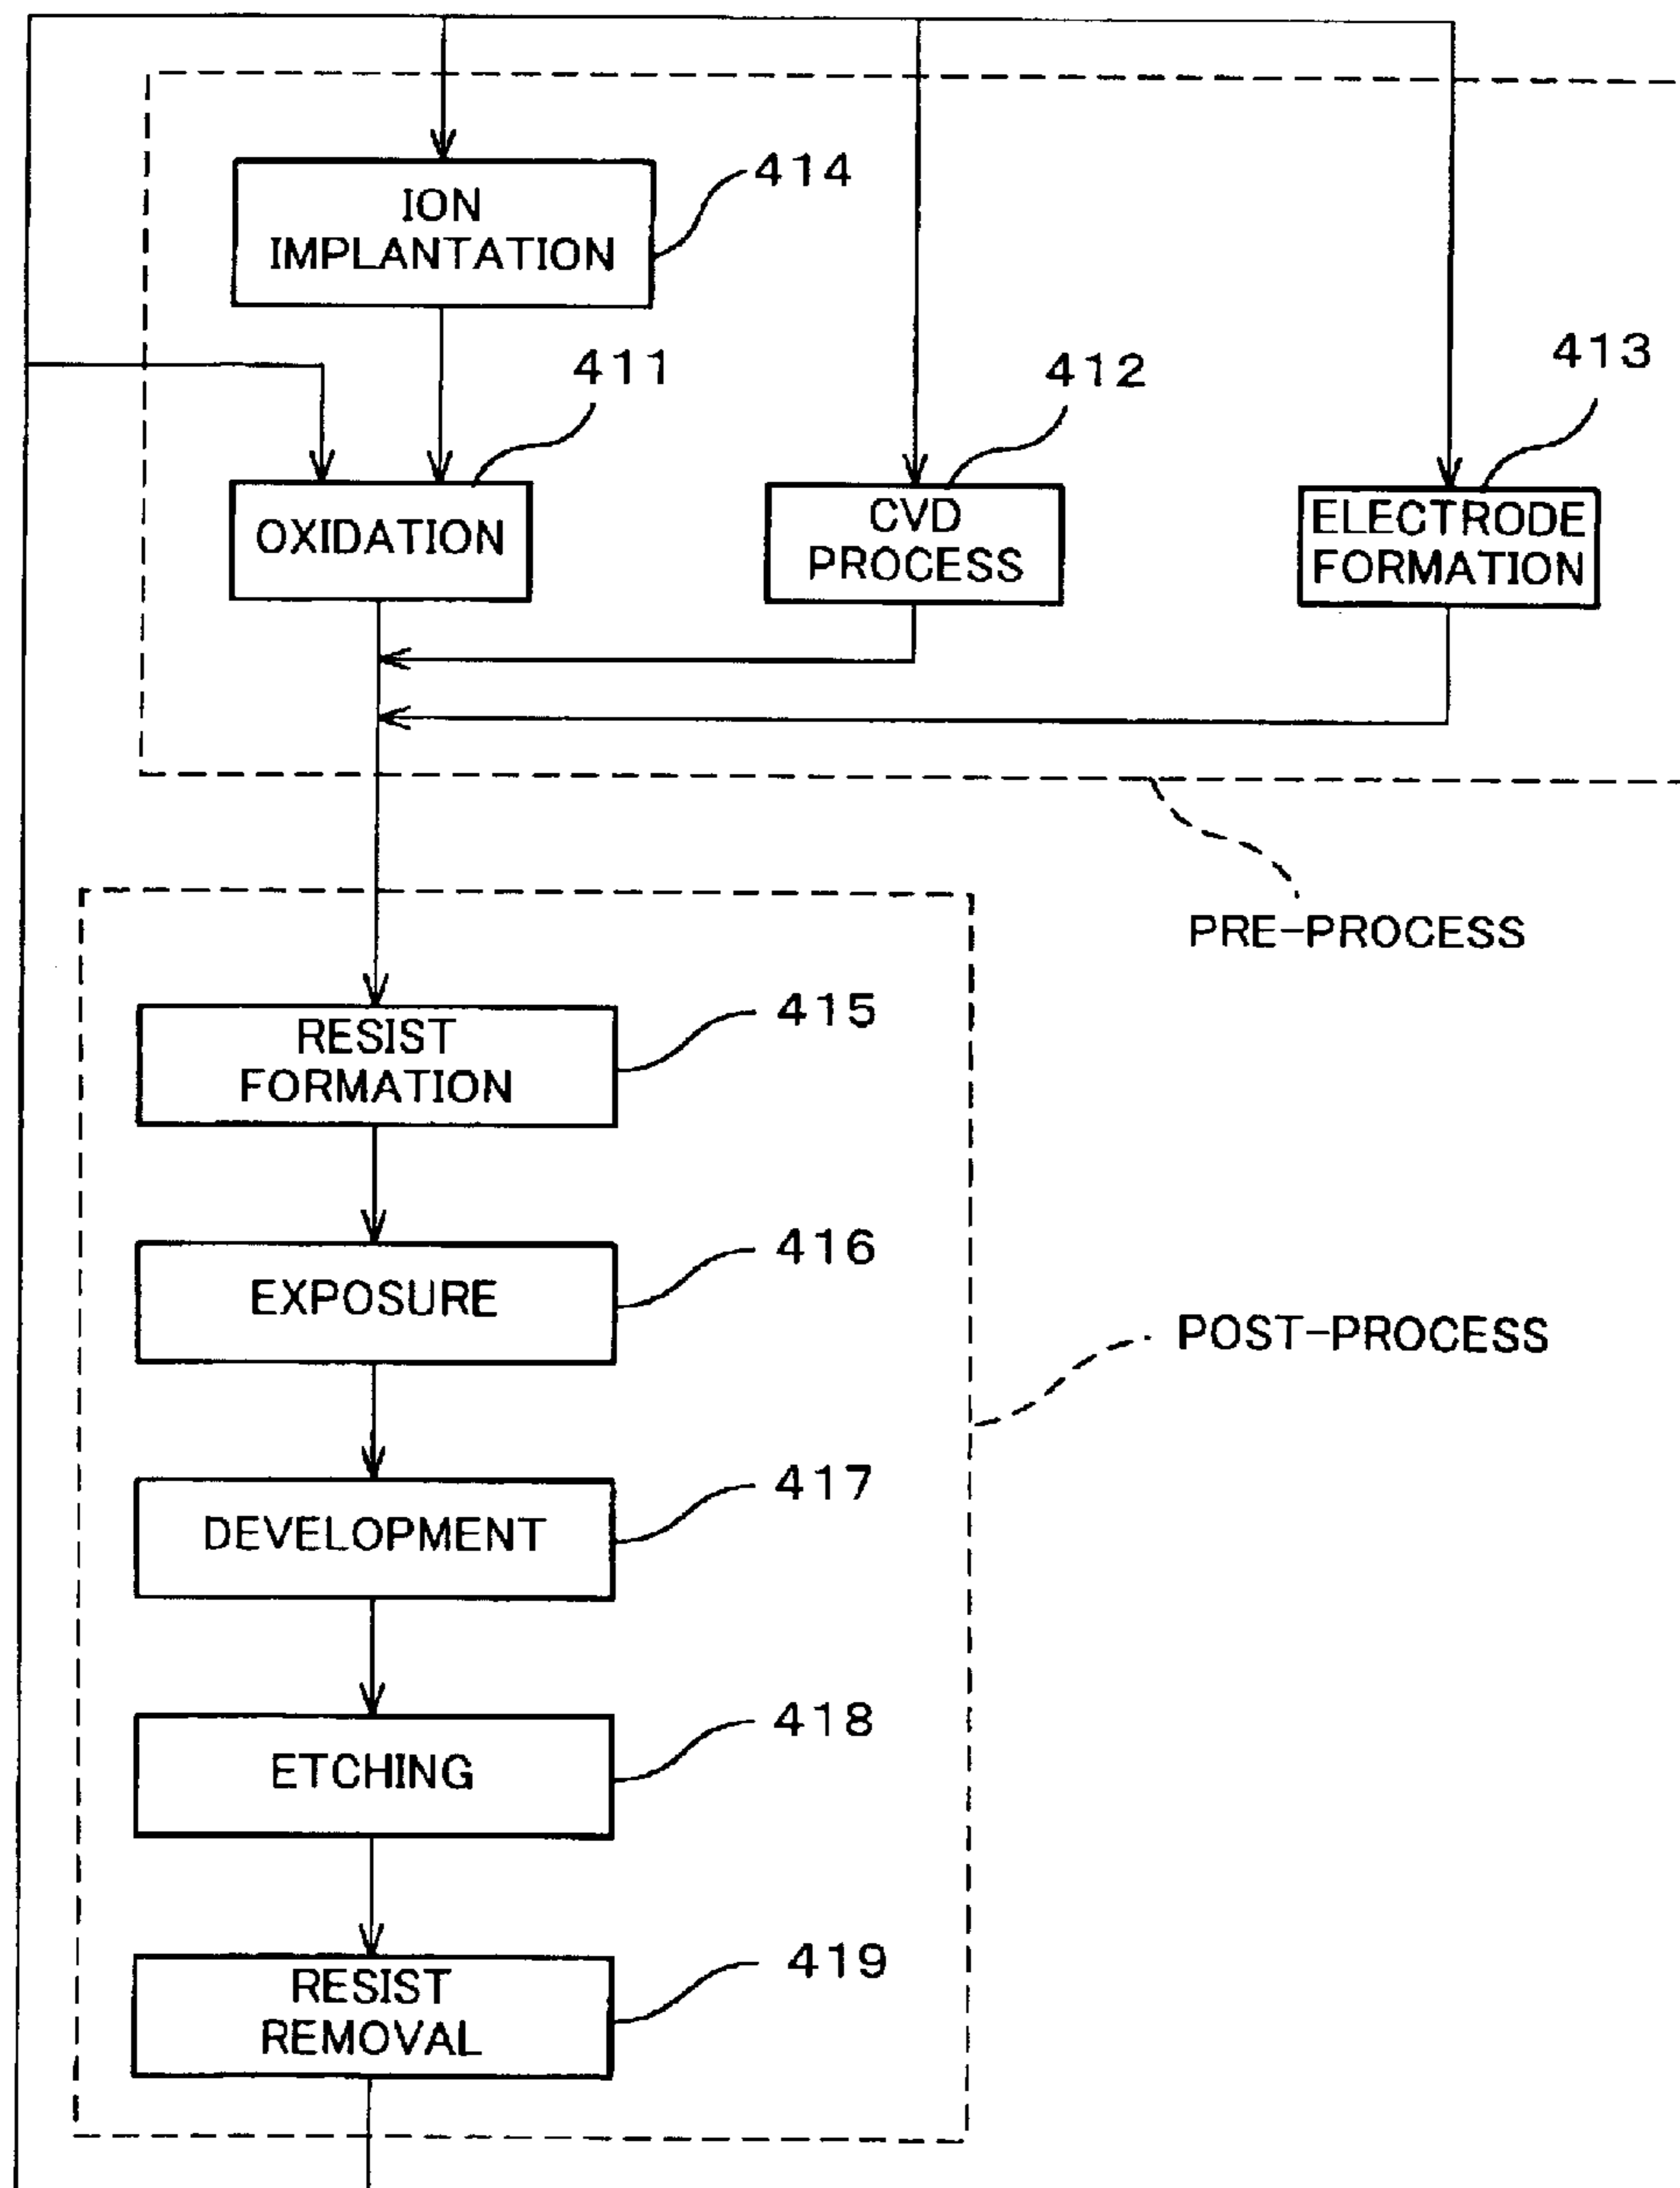 414
ION
IMPLANTATION
411
412
413
OXIDATION
CVD
PROCESS
ELECTRODE
FORMATION
PRE-PROCESS
RESIST
FORMATION
415
EXPOSURE
416
POST-PROCESS
DEVELOPMENT
417
ETCHING
418
RESIST
REMOVAL
419